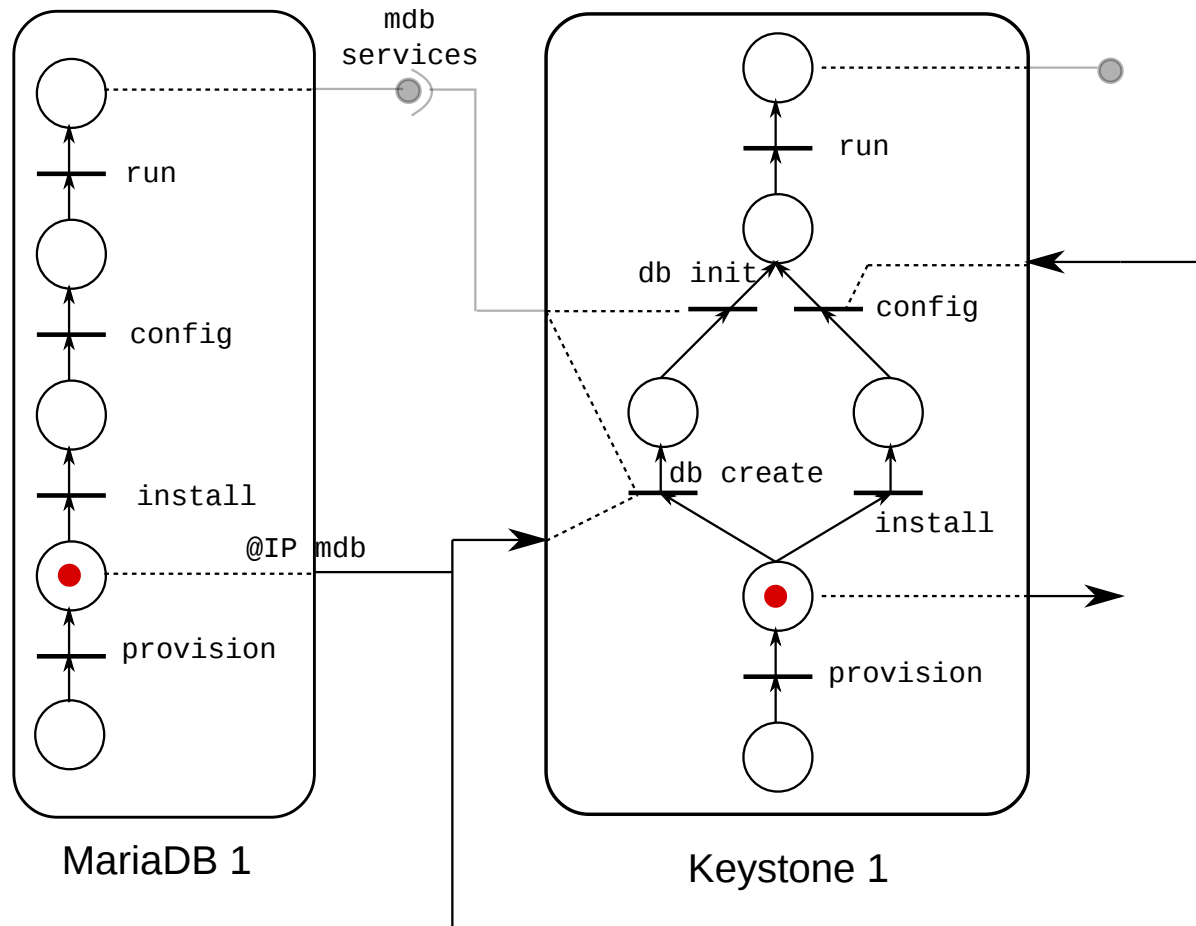 mdb
services
run
config
install
@IP mdb
provision
MariaDB 1
run
db init
config
db create
install
provision
Keystone 1